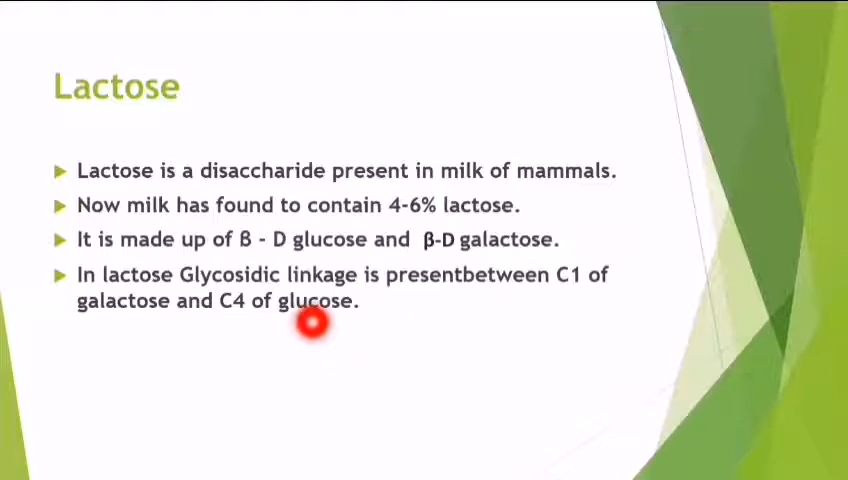 Lactose
Lactose is a disaccharide present in milk of mammals.
Now milk has found to contain 4-6% lactose.
It is made up of ß - D glucose and β-D galactose.
In lactose Glycosidic linkage is presentbetween C1 of
galactose and C4 of glucose.